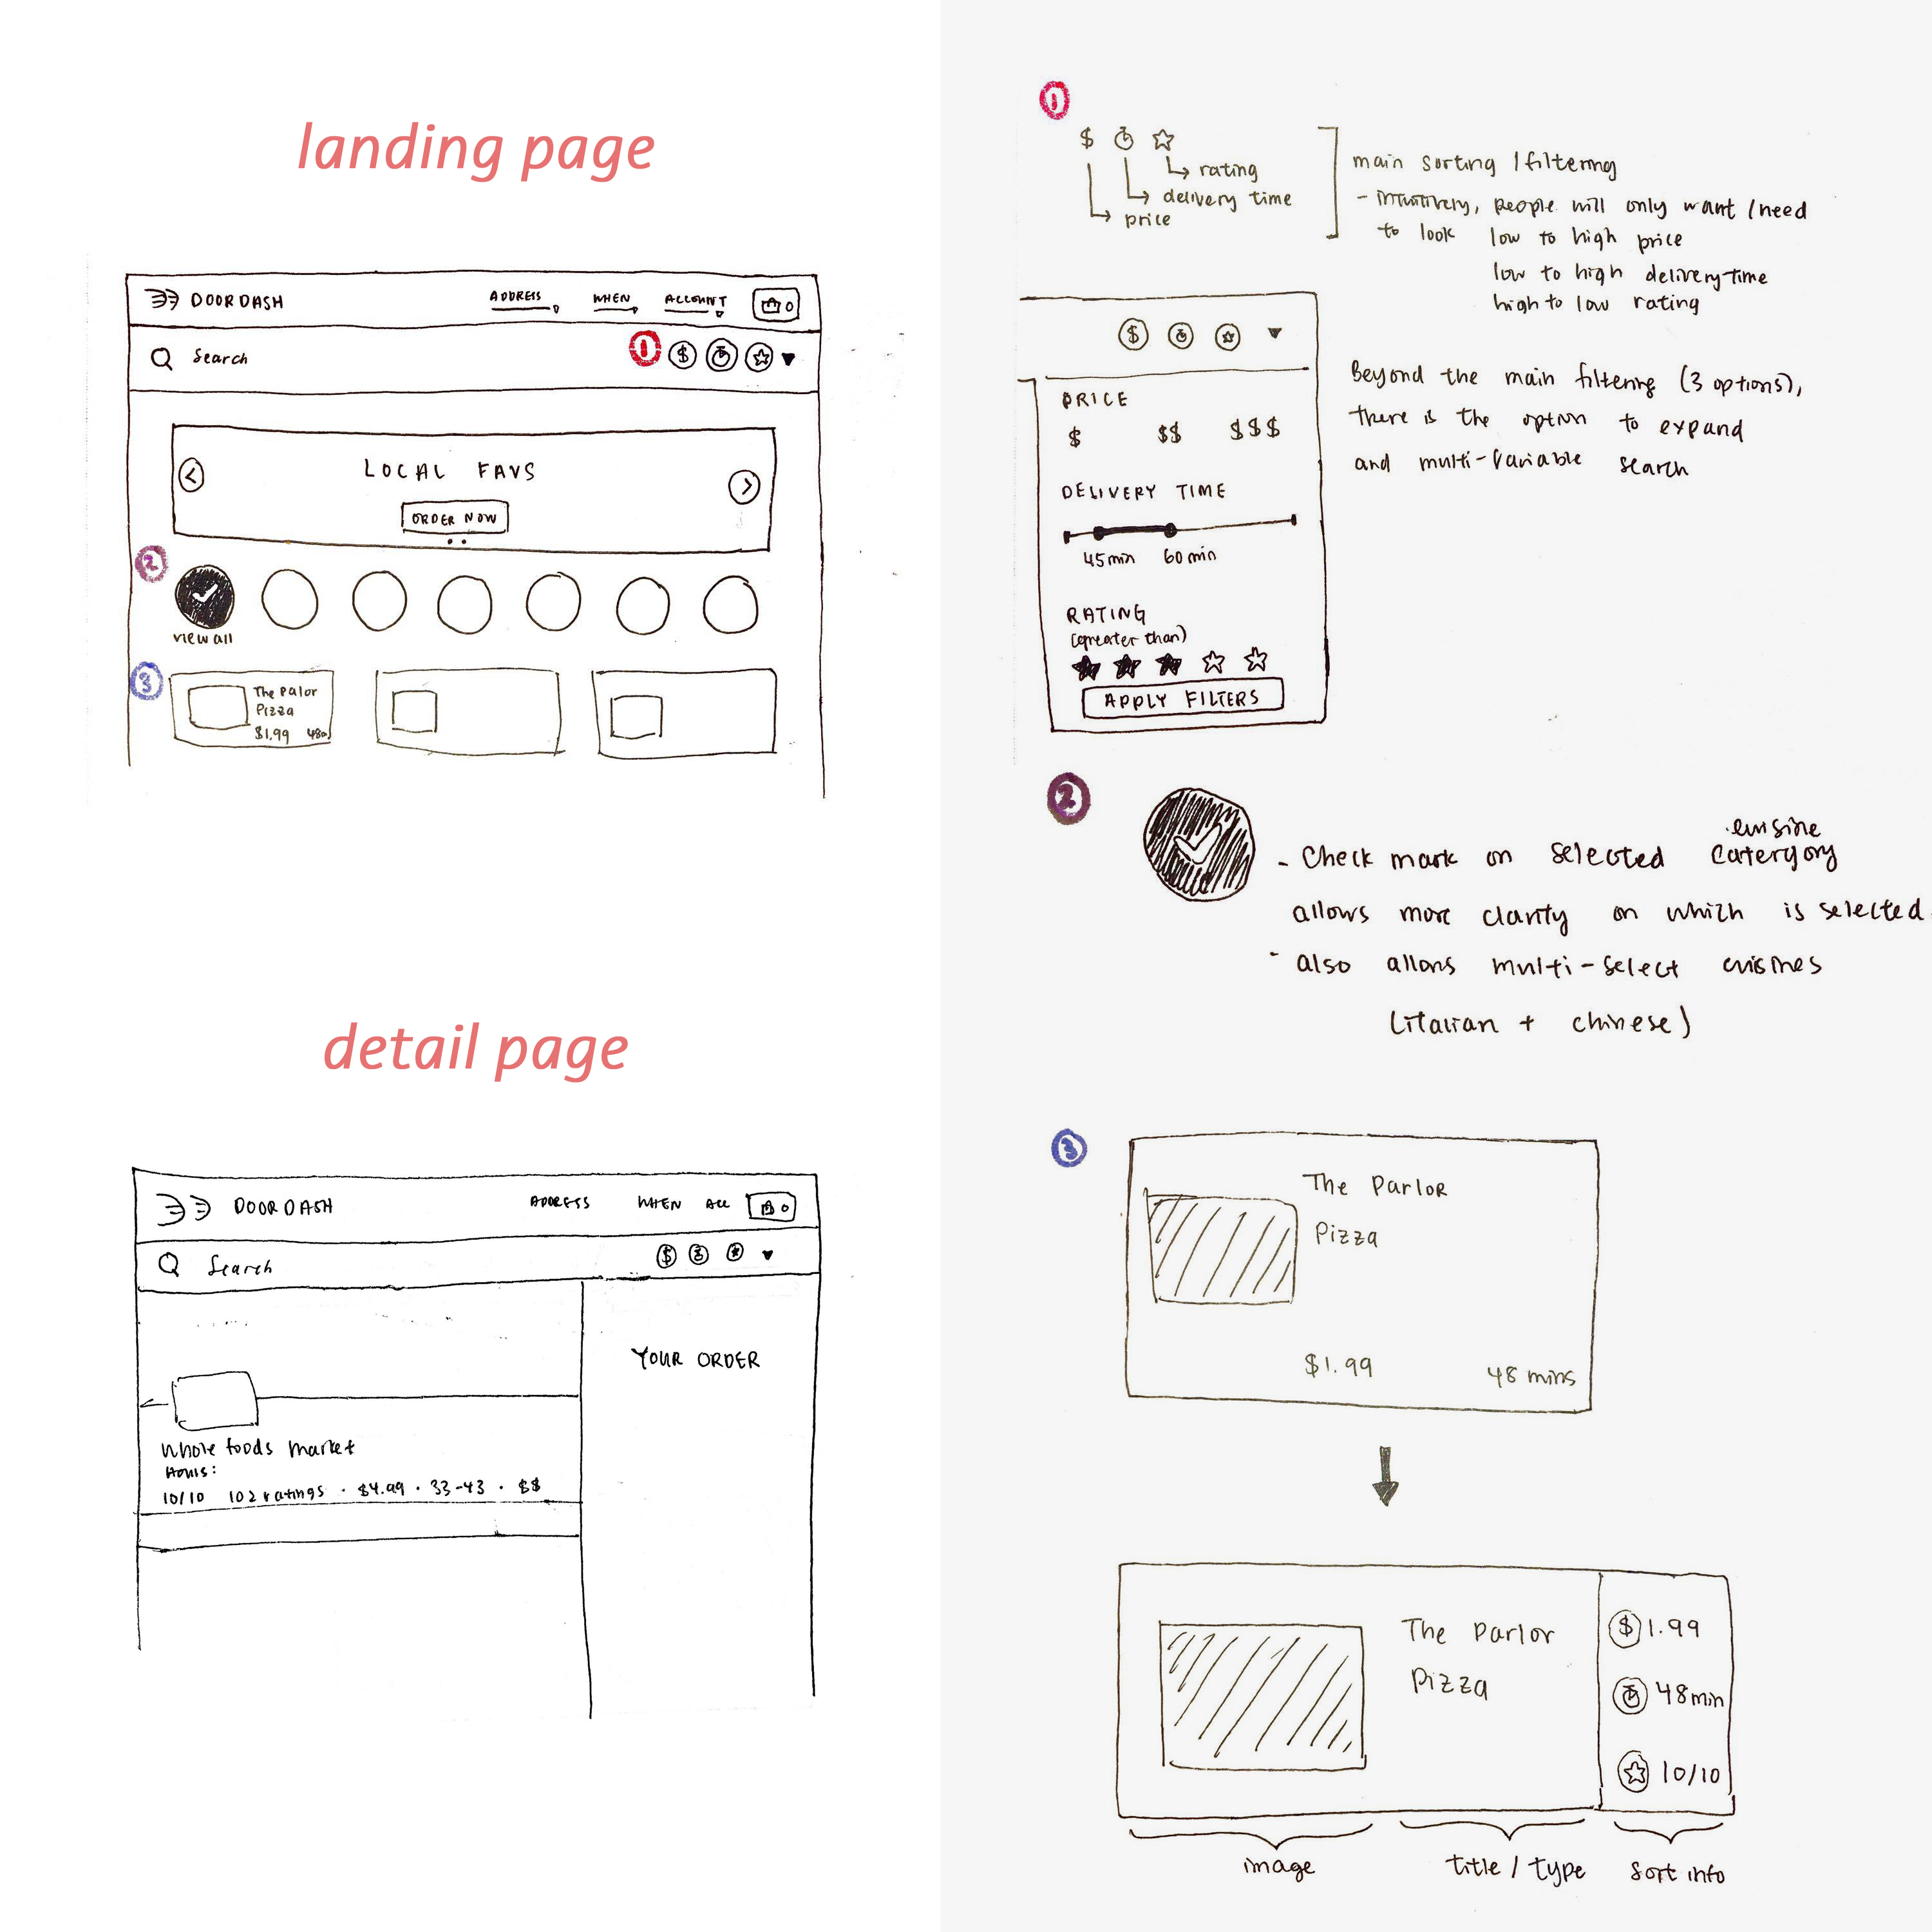 landing page
DOORDASH
ADDRESS
WHEN
ACCOUNT
0
Search
1
$
LOCAL FAVS
ORDER NOW
2
view all
3
The Palor
Pizza
$1.99
detail page
DOORDASH
ADDRESS
WHEN
0
Search
$
YOUR ORDER
Whole foods market
Hours:
10/10 102 ratings · $4.99 · 33-43 · $$
1
$
rating
delivery time
price
main sorting / filtering
- intuitively, people will only want / need
to look low to high price
low to high delivery time
high to low rating
$
PRICE
$ $$ $$$
DELIVERY TIME
45min 60min
RATING
(greater than)
APPLY FILTERS
Beyond the main filtering (3 options),
there is the option to expand
and multi-variable search
2
cuisine
- Check mark on selected catergory
allows more clarity on which is selected.
- also allows multi-select cuisines
(italian + chinese)
3
The Parlor
Pizza
$1.99 48 mins
The Parlor
Pizza
$1.99
48min
10/10
image
title / type
sort info